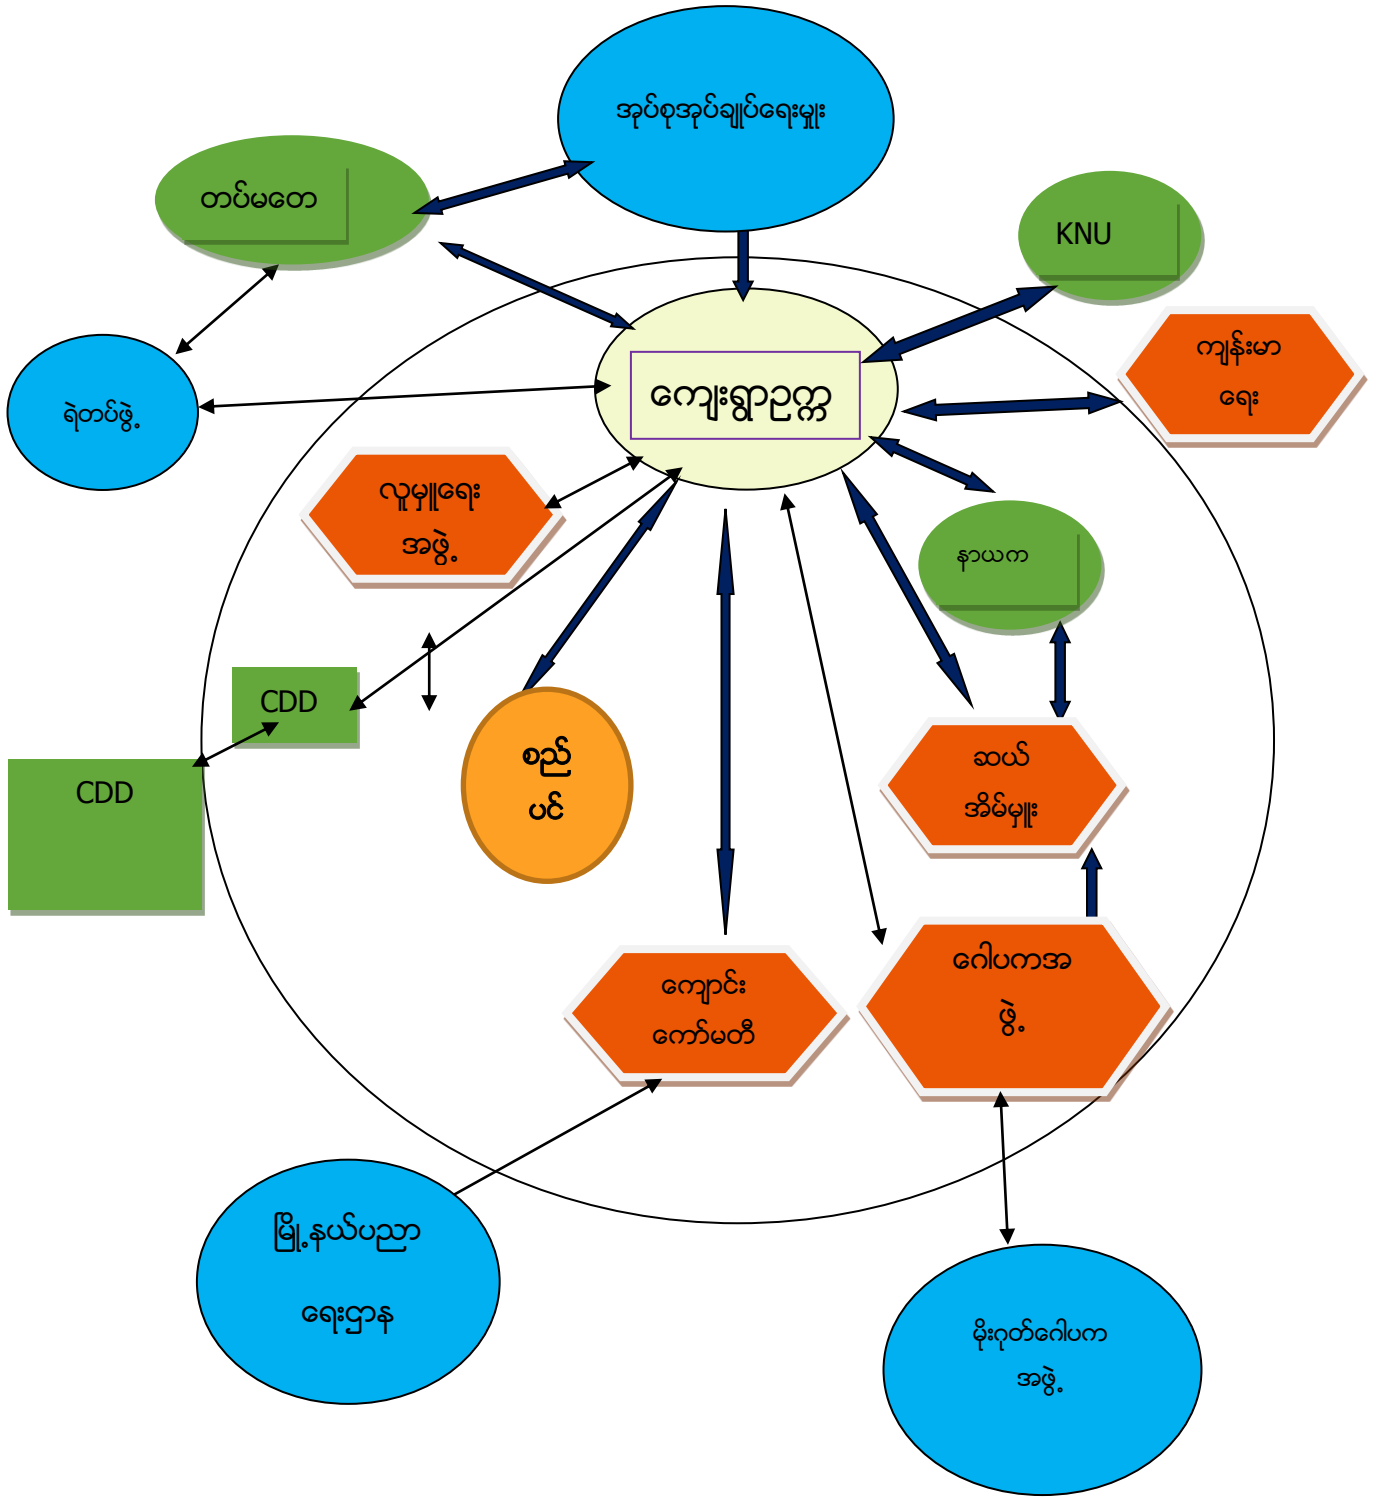 အုပ်စုအုပ်ချုပ်ရေးမှုး
တပ်မတေ
KNU
ကျန်းမာ
ရေး
ရဲတပ်ဖွဲ့
ကျေးရွာဥက္က
လူမှူရေး
အဖွဲ့
နာယက
CDD
CDD
စည်
ပင်
ဆယ်
အိမ်မှူး
ကျောင်း
ကော်မတီ
ဂေါပကအ
ဖွဲ့
မြို့နယ်ပညာ
ရေးဌာန
မိုးဂုတ်ဂေါပက
အဖွဲ့